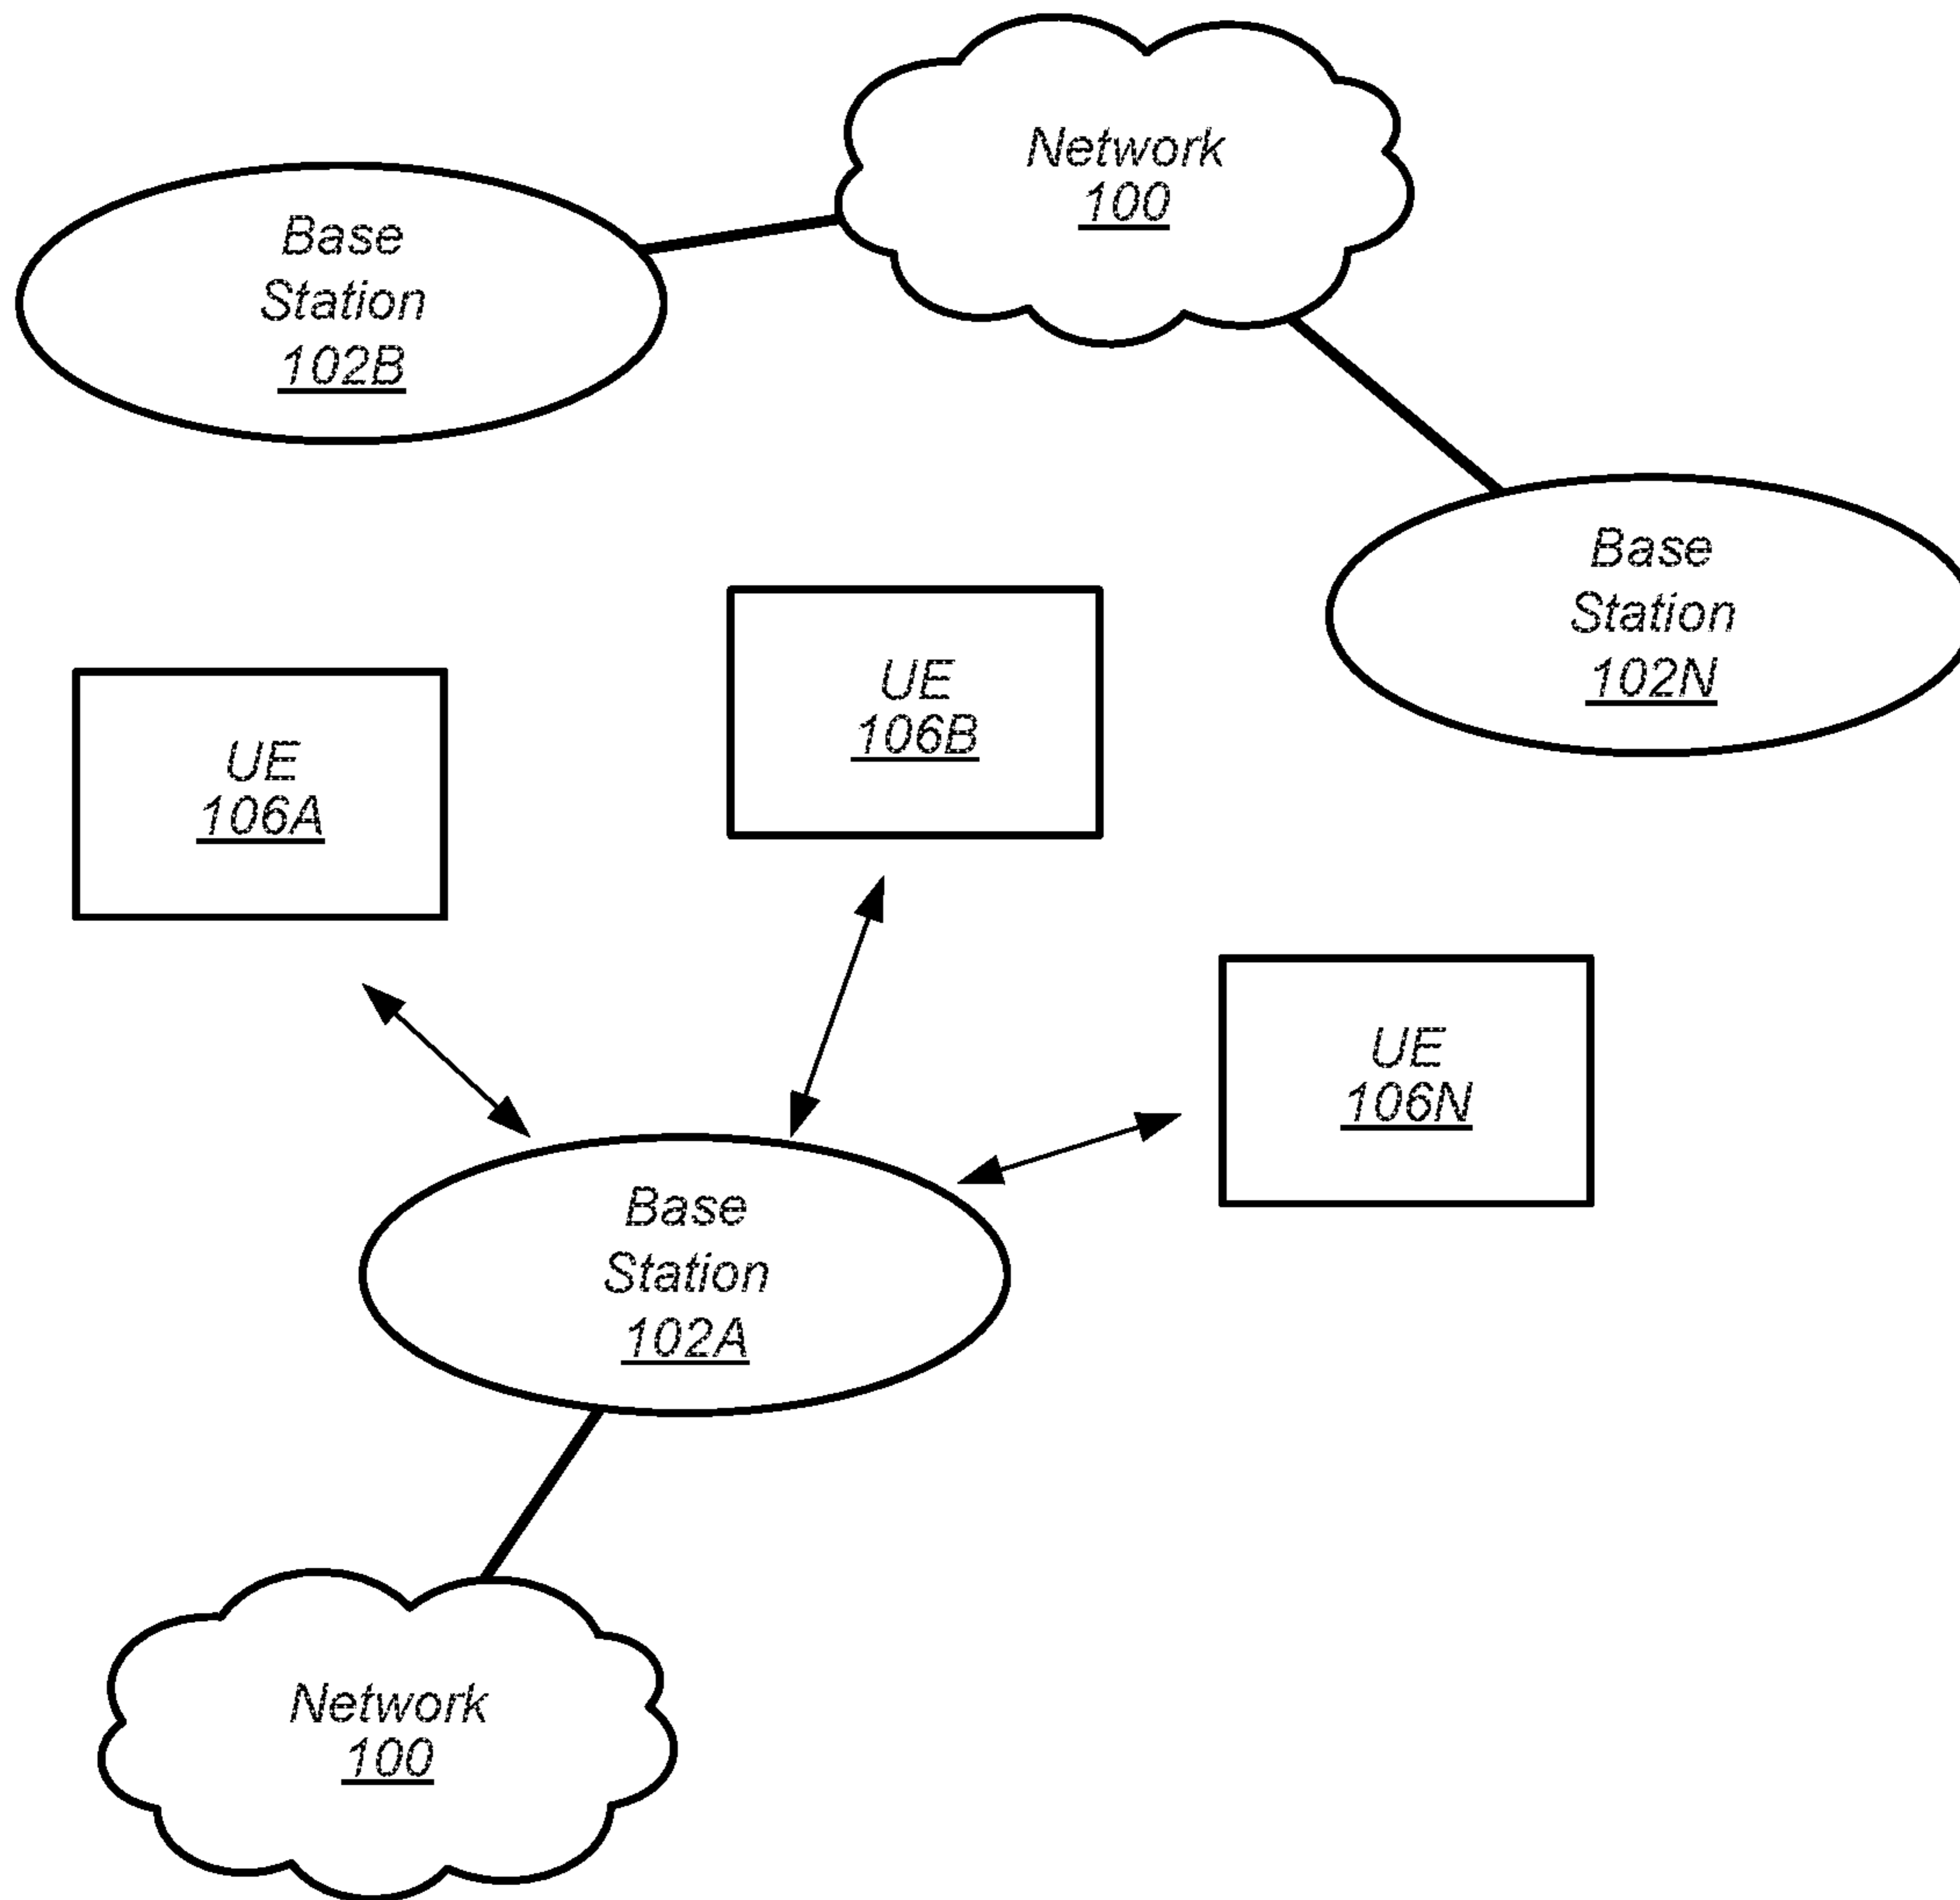 Network
100
Base
Station
102B
Base
Station
102N
UE
106B
UE
106A
UE
106N
Base
Station
102A
Network
100